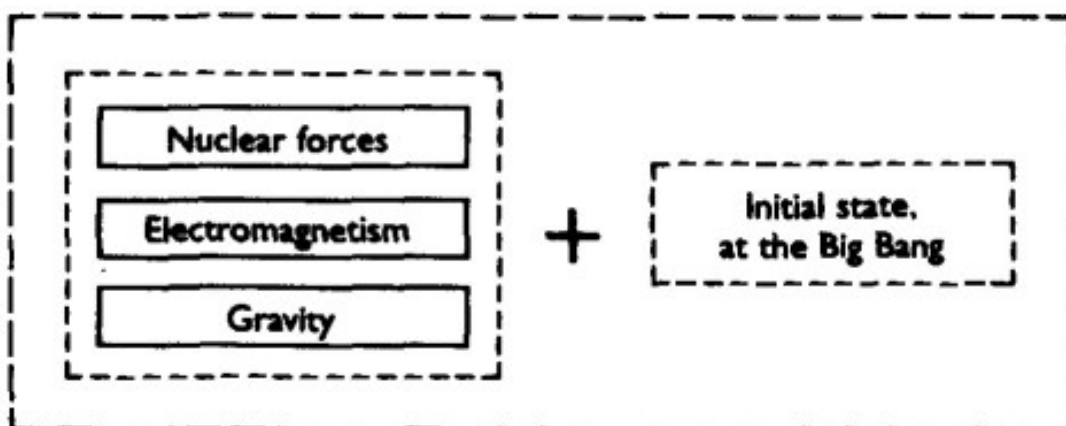 Nuclear forces
Electromagnetism
Gravity
+
Initial state,
at the Big Bang